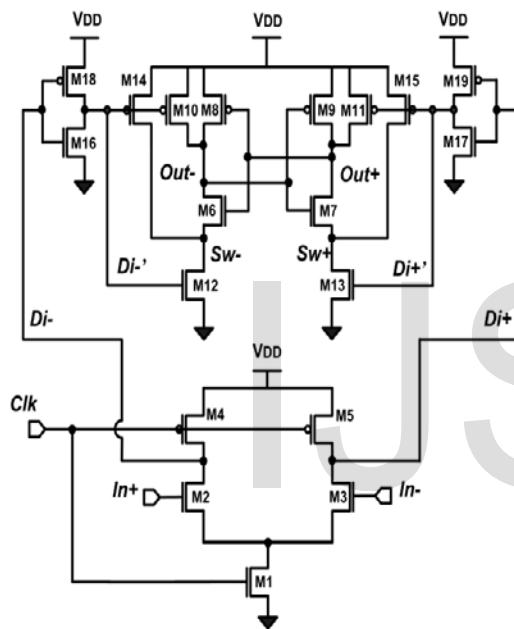 VDD VDD VDD
M18 M14 M15 M19
M10 M8 M9 M11
M16 M17
Out- Out+
M6 M7
Sw- Sw+
Di-' Di+'
M12 M13
Di- Di+
VDD
Clk M4 M5
In+ M2 M3 In-
M1
IJS